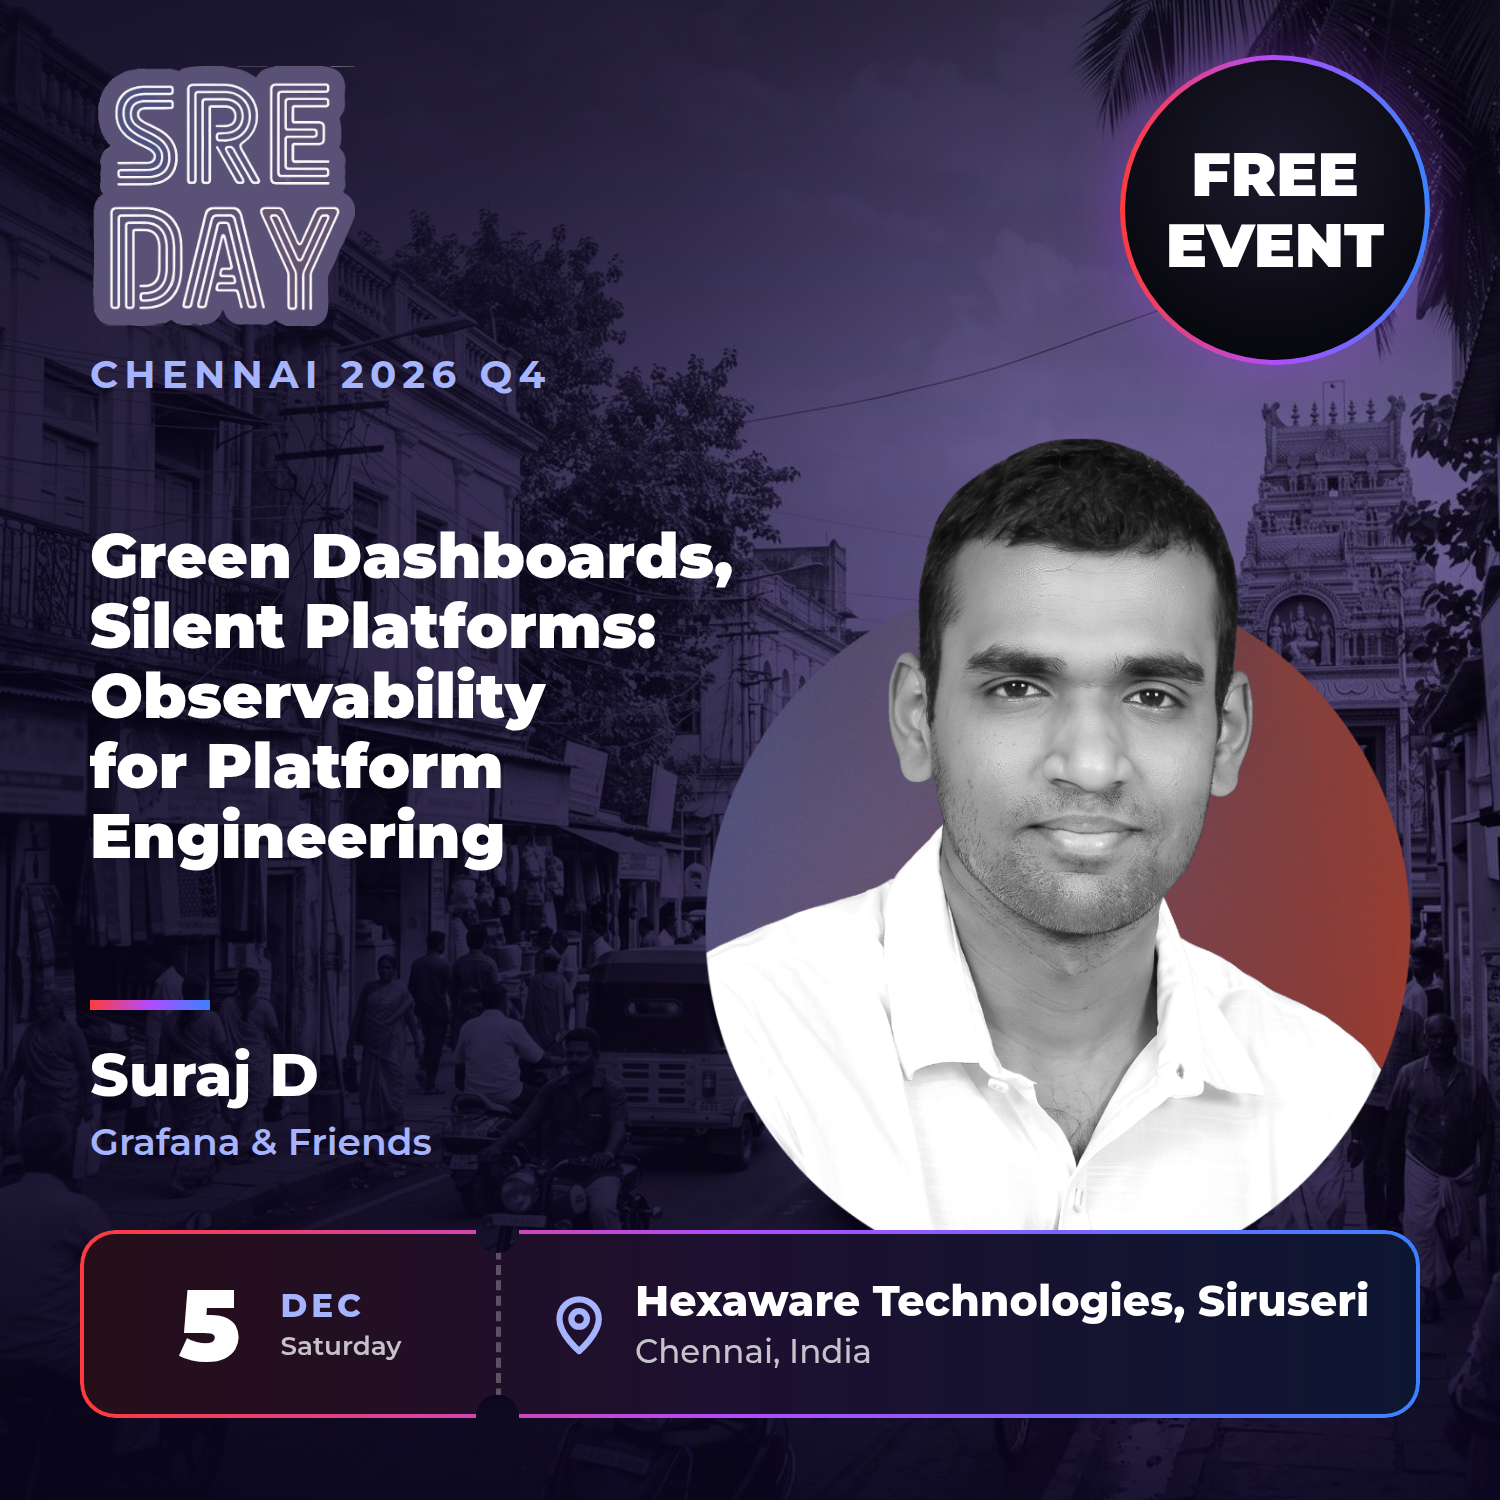 SRE
DAY
CHENNAI 2026 Q4
FREE
EVENT
Green Dashboards,
Silent Platforms:
Observability
for Platform
Engineering
Suraj D
Grafana & Friends
5
DEC
Saturday
Hexaware Technologies, Siruseri
Chennai, India